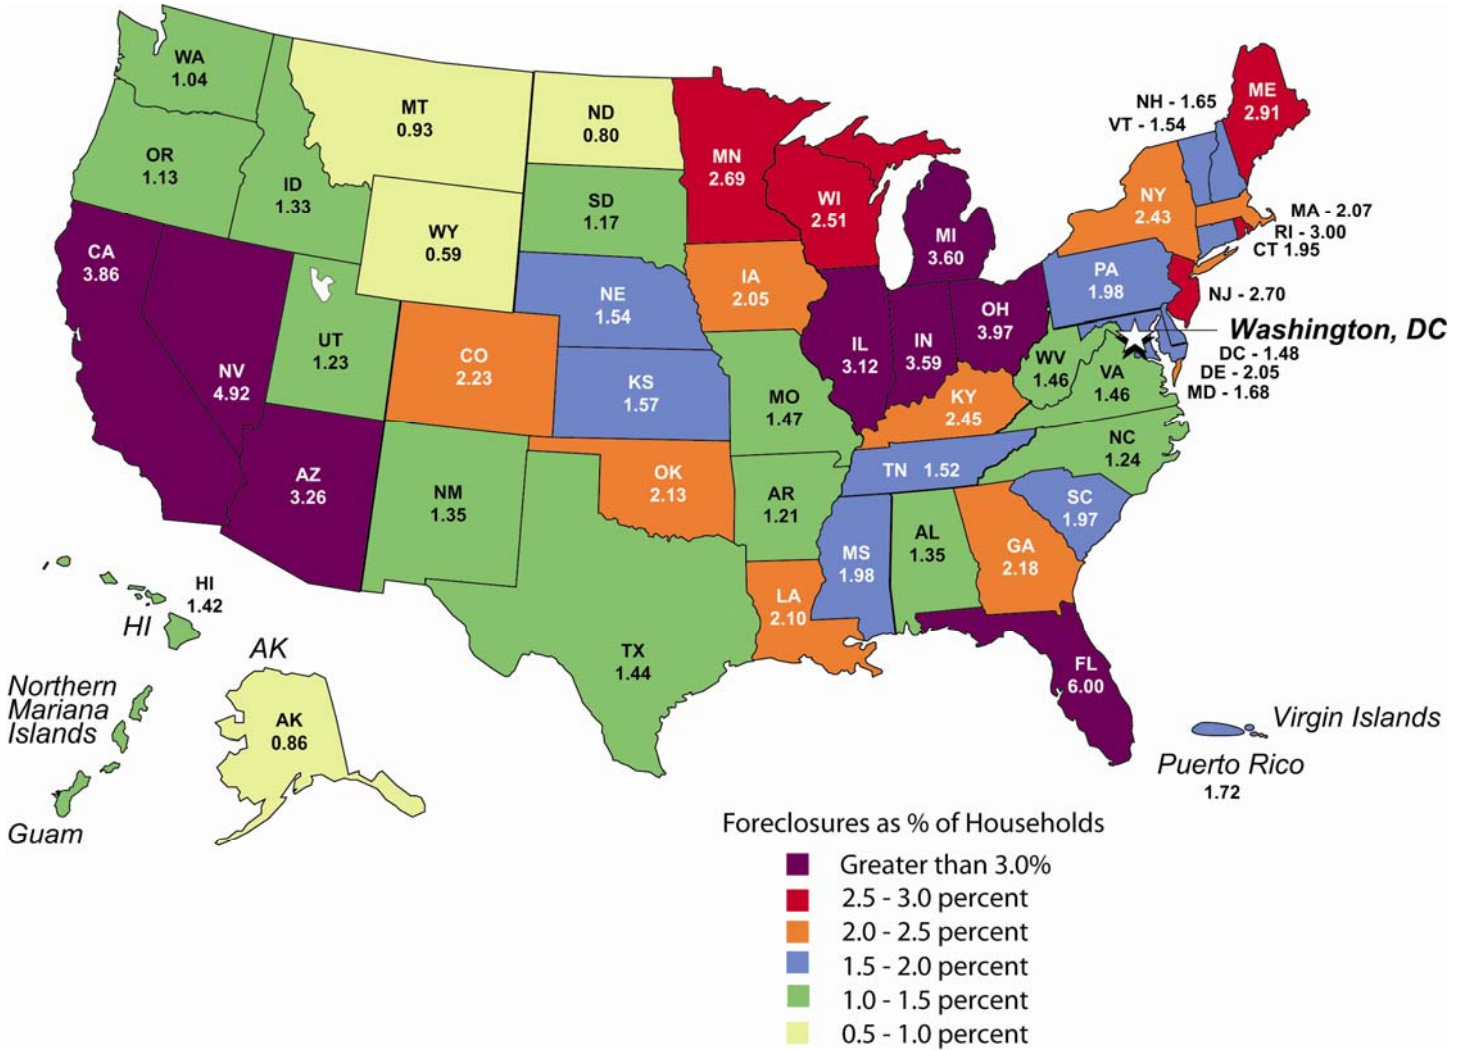 WA
1.04
OR
1.13
ID
1.33
MT
0.93
ND
0.80
SD
1.17
WY
0.59
MN
2.69
WI
2.51
MI
3.60
NH - 1.65
VT - 1.54
ME
2.91
NY
2.43
MA - 2.07
RI - 3.00
CT 1.95
CA
3.86
NV
4.92
UT
1.23
CO
2.23
NE
1.54
KS
1.57
IA
2.05
IL
3.12
IN
3.59
OH
3.97
PA
1.98
NJ - 2.70
Washington, DC
DC - 1.48
DE - 2.05
MD - 1.68
WV
1.46
VA
1.46
KY
2.45
MO
1.47
AZ
3.26
NM
1.35
OK
2.13
AR
1.21
TN 1.52
NC
1.24
SC
1.97
MS
1.98
AL
1.35
GA
2.18
LA
2.10
TX
1.44
FL
6.00
HI
1.42
HI
AK
AK
0.86
Northern
Mariana
Islands
Guam
Virgin Islands
Puerto Rico
1.72
Foreclosures as % of Households
Greater than 3.0%
2.5 - 3.0 percent
2.0 - 2.5 percent
1.5 - 2.0 percent
1.0 - 1.5 percent
0.5 - 1.0 percent